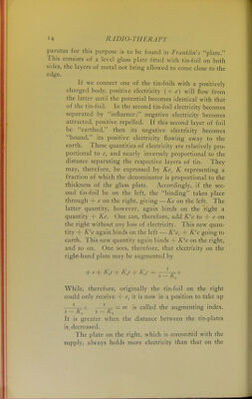 14 RADIO-THERAPY
paratus for this purpose is to be found in Franklin's "plate."
This consists of a level glass plate fitted with tin-foil on both
sides, the layers of metal not being allowed to come close to the
edge.
If we connect one of the tin-foils with a positively
charged body, positive electricity (+ e) will flow from
the latter until the potential becomes identical with that
of the tin-foil. In the second tin-foil electricity becomes
separated by "influence;" negative electricity becomes
attracted, positive repelled. If this second layer of foil
be "earthed," then its negative electricity becomes
"bound," its positive electricity flowing away to the
earth. These quantities of electricity are relatively pro-
portional to e, and nearly inversely proportional to the
distance separating the respective layers of tin. They
may, therefore, be expressed by Ke, K representing a
fraction of which the denominator is proportional to the
thickness of the glass plate. Accordingly, if the sec-
ond tin-foil be on the left, the "binding" takes place
through + e on the right, giving — Ke on the left. The
latter quantity, however, again binds on the right a
quantity + Ke. One can, therefore, add K²e to + e on
the right without any loss of electricity. This new quan-
tity + K²e again binds on the left — K³e, + K³e going to
earth. This new quantity again binds + K⁴e on the right,
and so on. One sees, therefore, that electricity on the
right-hand plate may be augmented by
While, therefore, originally the tin-foil on the right
could only receive + e, it is now in a position to take up
= m is called the augmenting index.
It is greater when the distance between the tin-plates
is decreased.
The plate on the right, which is connected with the
supply, always holds more electricity than that on the